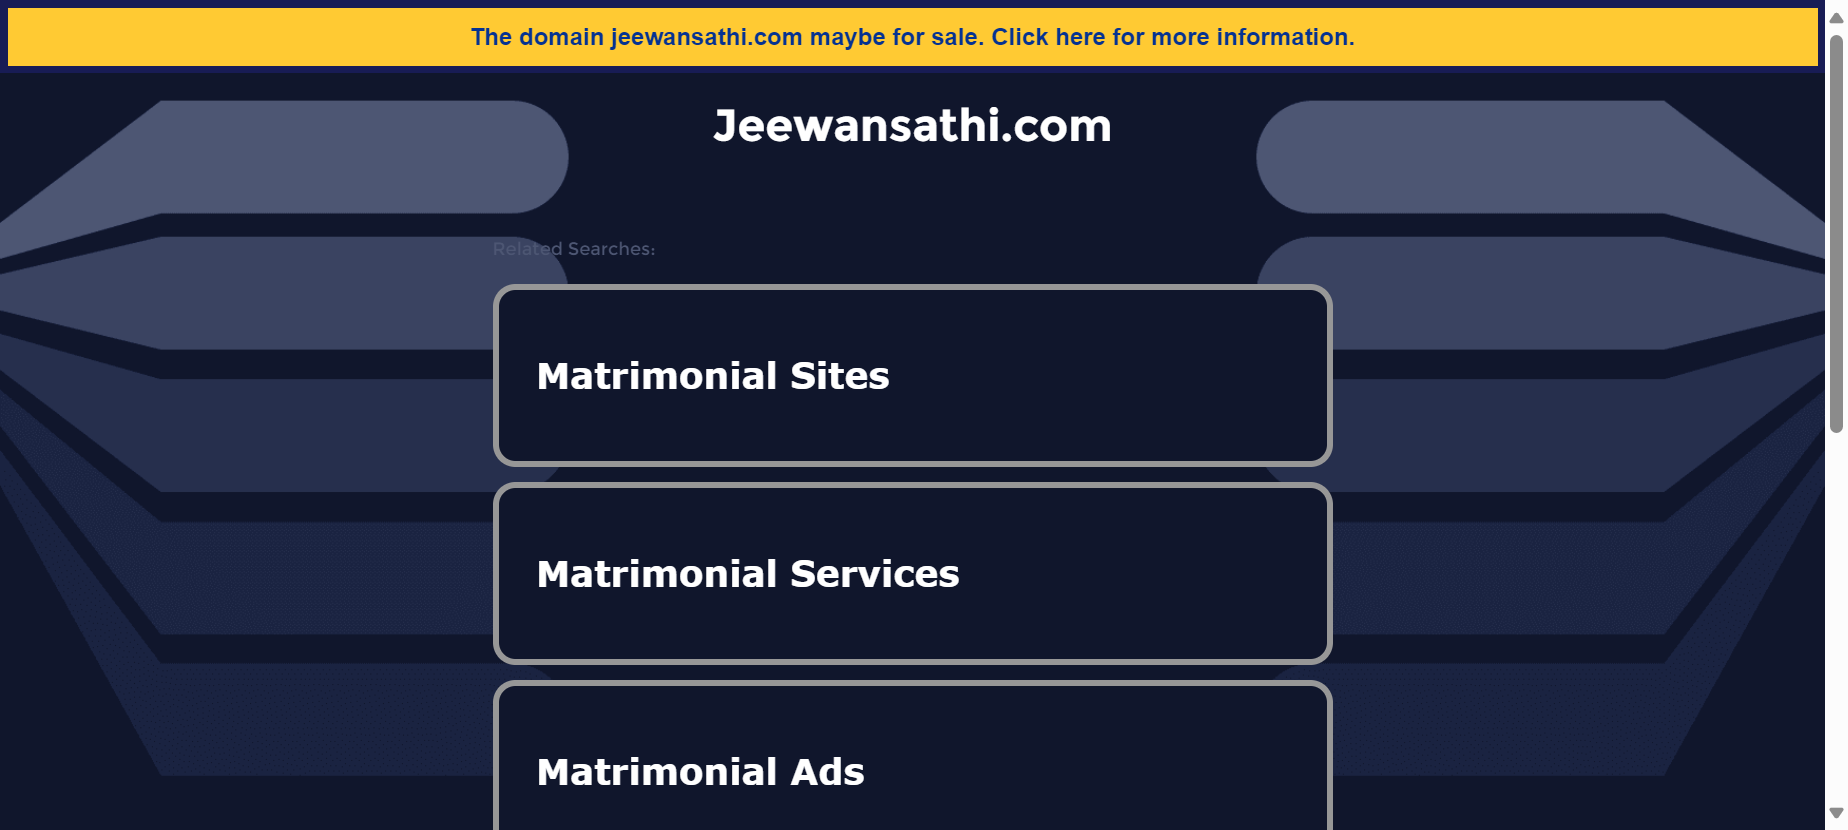 The domain jeewansathi.com maybe for sale. Click here for more information.
Jeewansathi.com
Related Searches:
Matrimonial Sites
Matrimonial Services
Matrimonial Ads